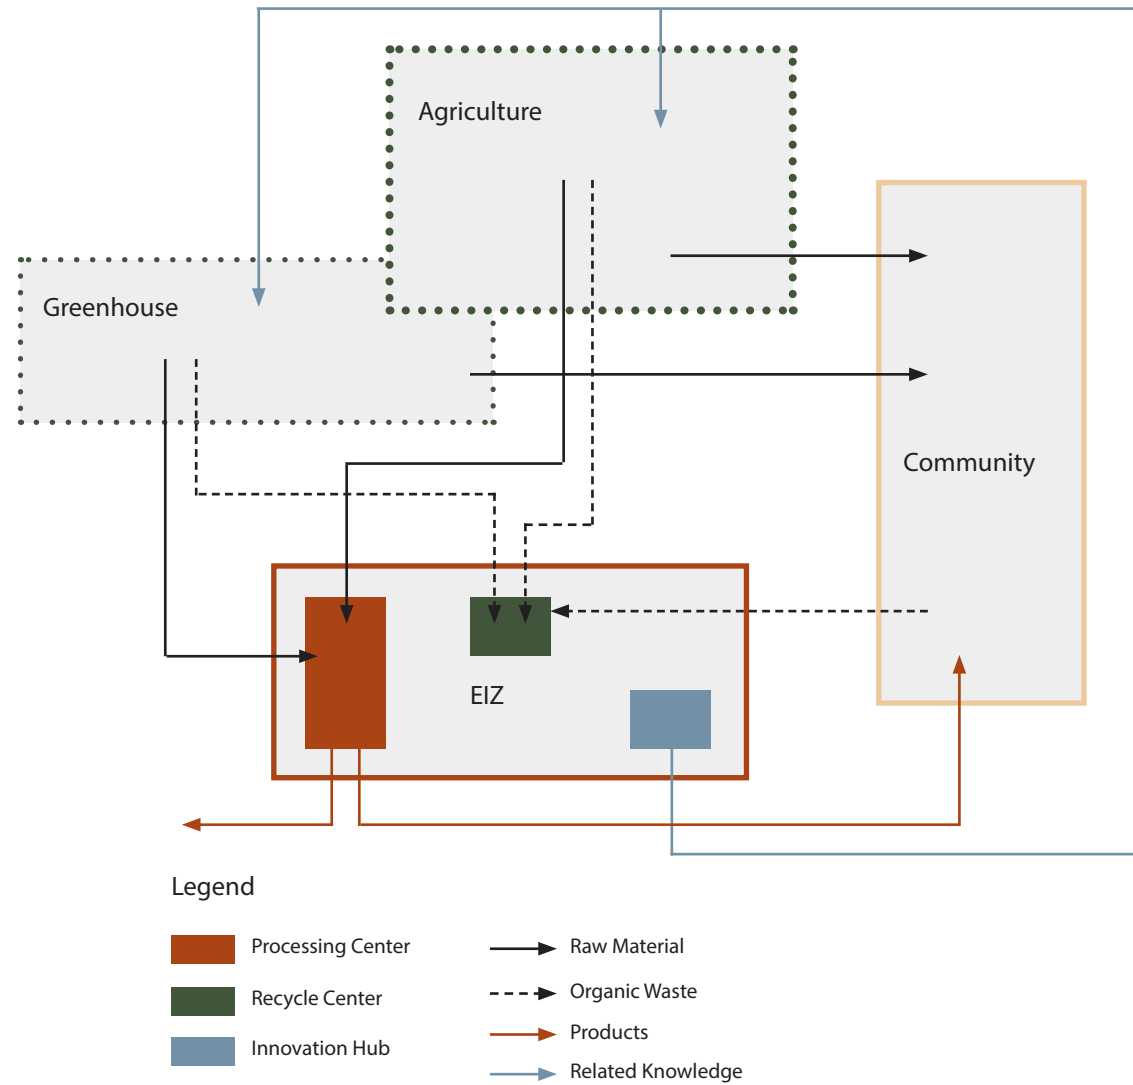 Agriculture
Greenhouse
Community
EIZ
Legend
Processing Center
Recycle Center
Innovation Hub
Raw Material
Organic Waste
Products
Related Knowledge